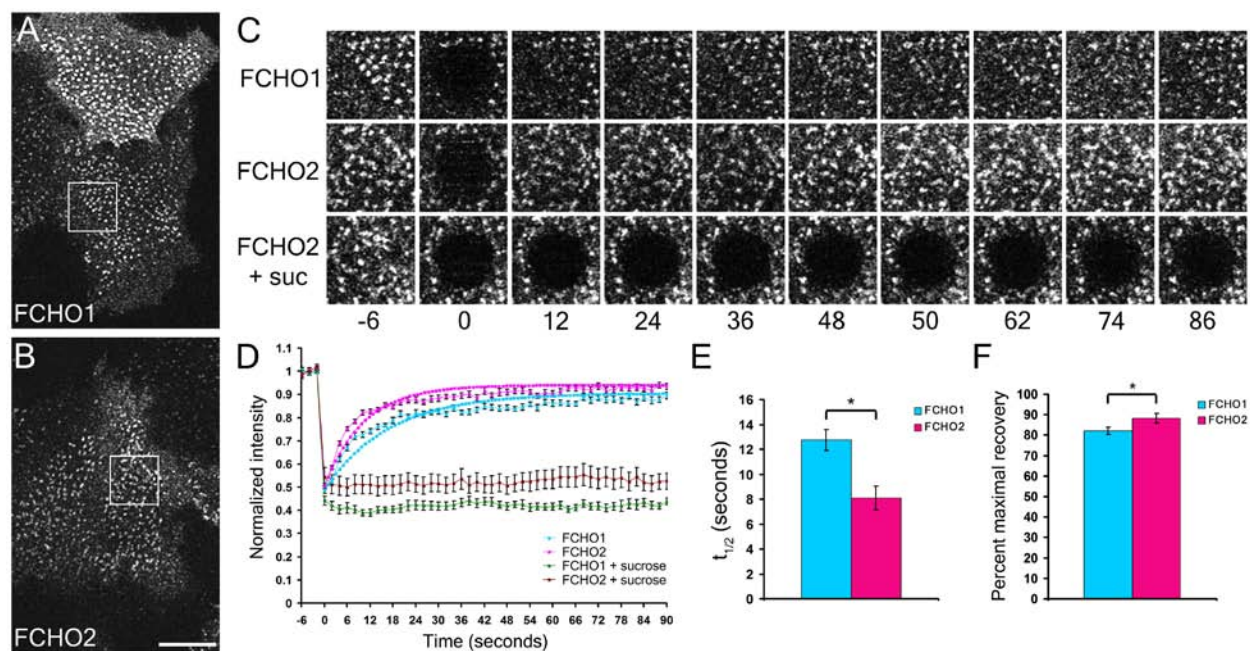 A
FCHO1
B
FCHO2
C
FCHO1
FCHO2
FCHO2
+ suc
-6 0 12 24 36 48 50 62 74 86
D
Normalized intensity
1.1
1
0.9
0.8
0.7
0.6
0.5
0.4
0.3
0.2
0.1
0
-6 0 6 12 18 24 30 36 42 48 54 60 66 72 78 84 90
Time (seconds)
FCHO1
FCHO2
FCHO1 + sucrose
FCHO2 + sucrose
E
t1/2 (seconds)
16
14
12
10
8
6
4
2
0
*
FCHO1
FCHO2
F
Percent maximal recovery
100
90
80
70
60
50
40
30
20
10
0
*
FCHO1
FCHO2